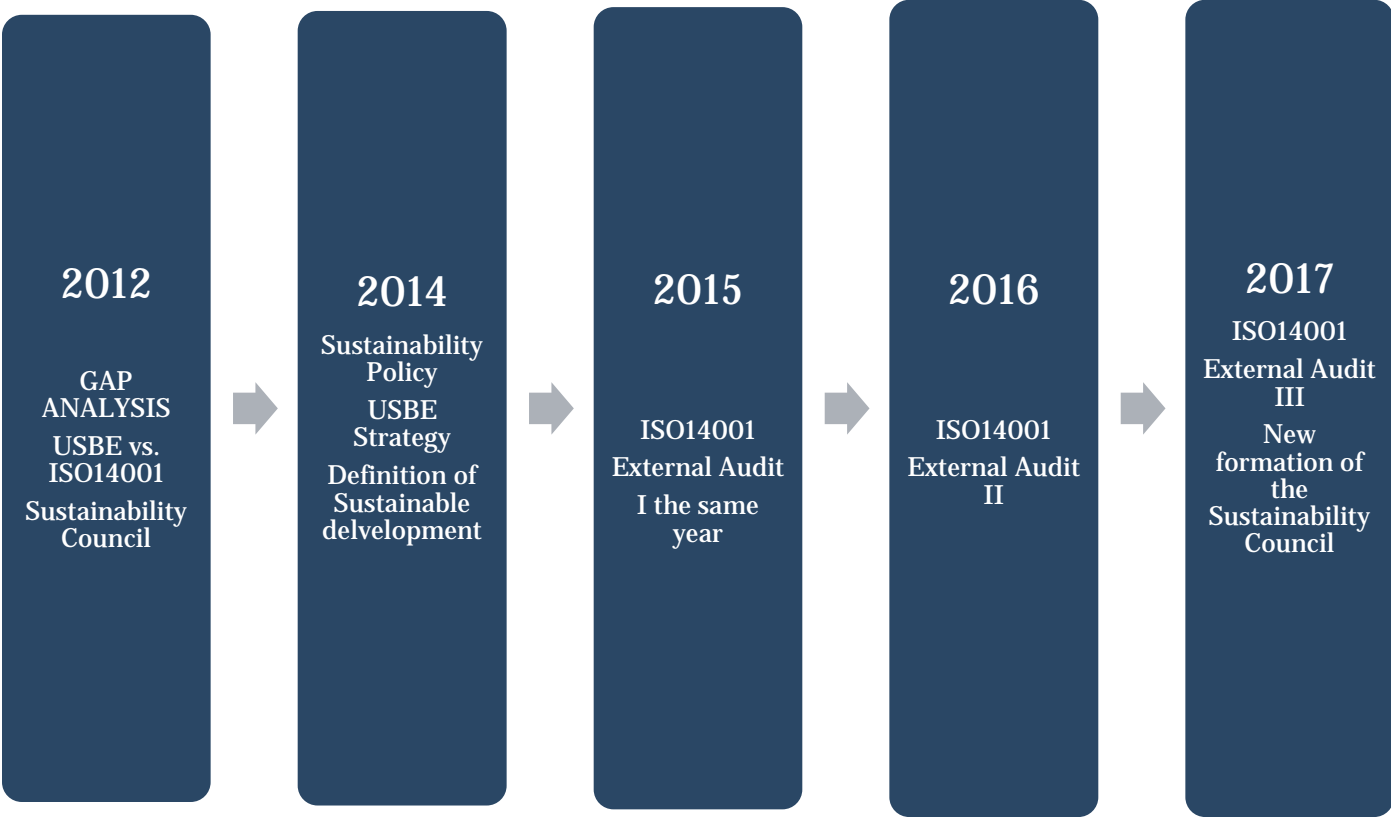 2012
GAP
ANALYSIS
USBE vs.
ISO14001
Sustainability
Council
2014
Sustainability
Policy
USBE
Strategy
Definition of
Sustainable
delvelopment
2015
ISO14001
External Audit
I the same
year
2016
ISO14001
External Audit
II
2017
ISO14001
External Audit
III
New
formation of
the
Sustainability
Council